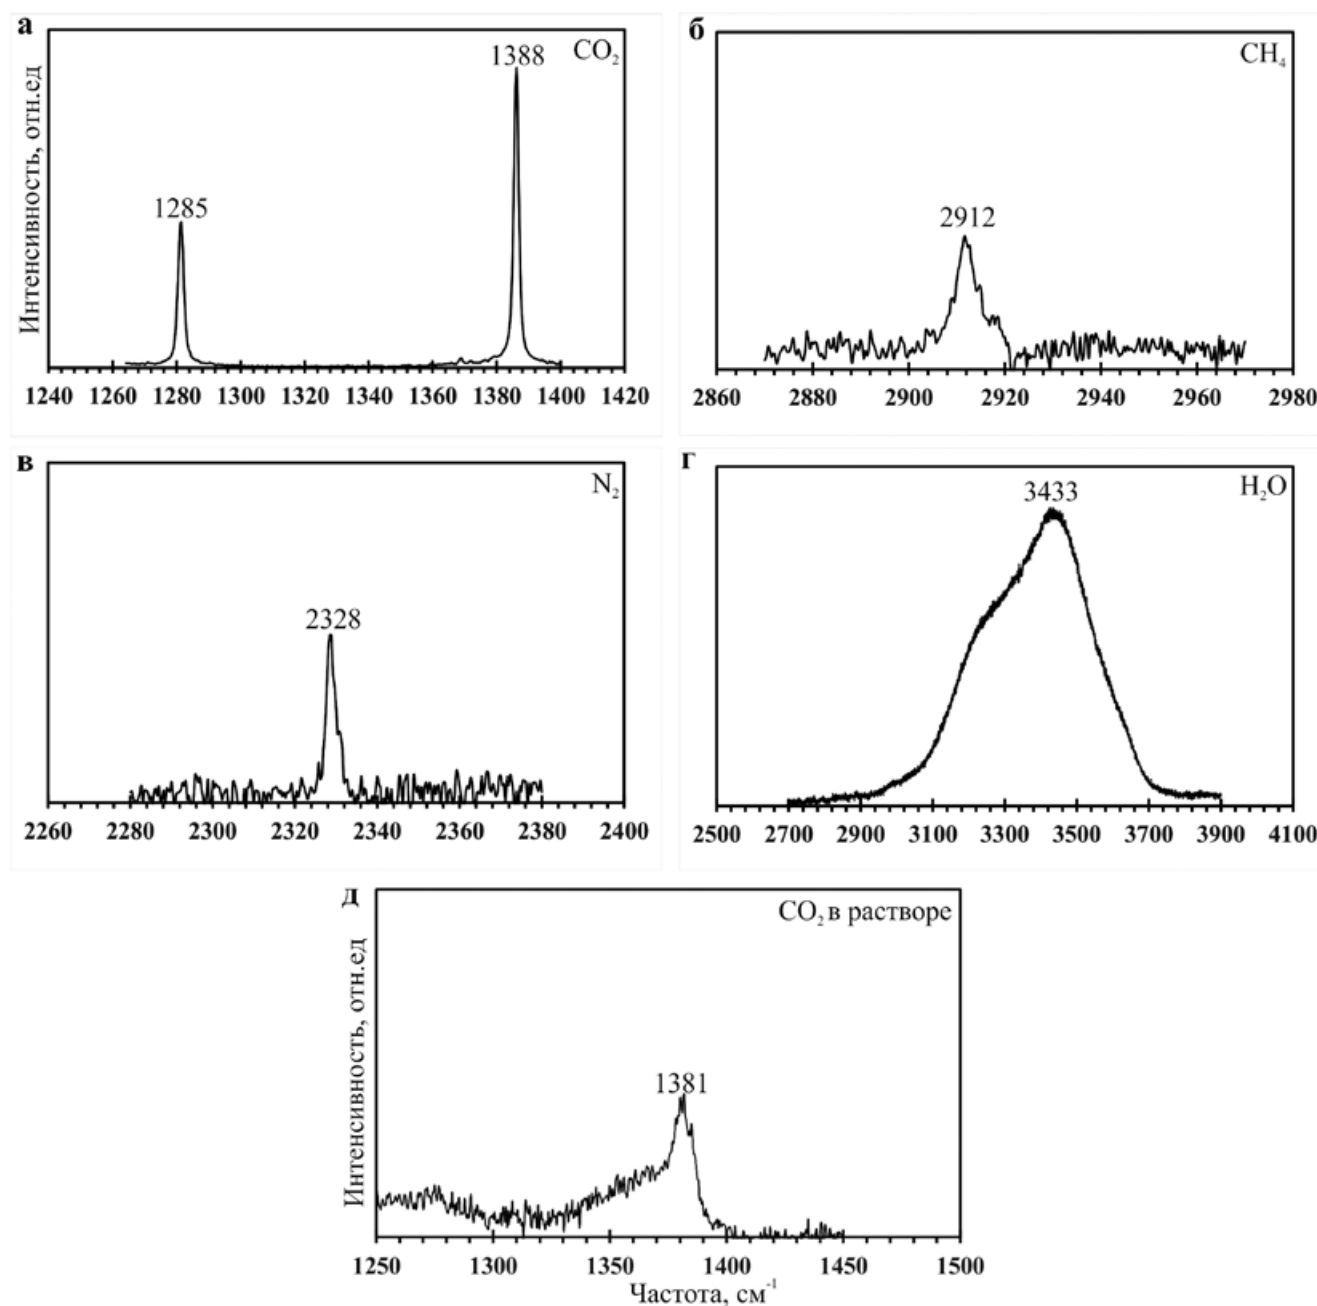 а
CO₂
1388
1285
Интенсивность, отн.ед
1240 1260 1280 1300 1320 1340 1360 1380 1400 1420
б
CH₄
2912
2860 2880 2900 2920 2940 2960 2980
в
N₂
2328
2260 2280 2300 2320 2340 2360 2380 2400
г
H₂O
3433
2500 2700 2900 3100 3300 3500 3700 3900 4100
д
CO₂ в растворе
1381
Интенсивность, отн.ед
1250 1300 1350 1400 1450 1500
Частота, см⁻¹